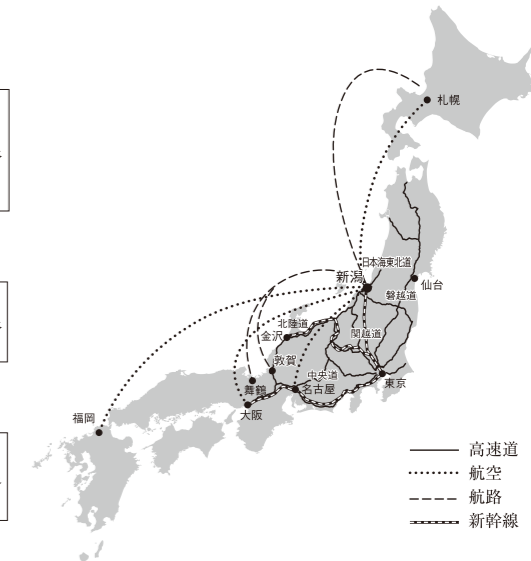 札幌
日本海東北道
新潟
仙台
磐越道
北陸道
金沢
関越道
敦賀
中央道
東京
舞鶴
名古屋
大阪
福岡
高速道
航空
航路
新幹線